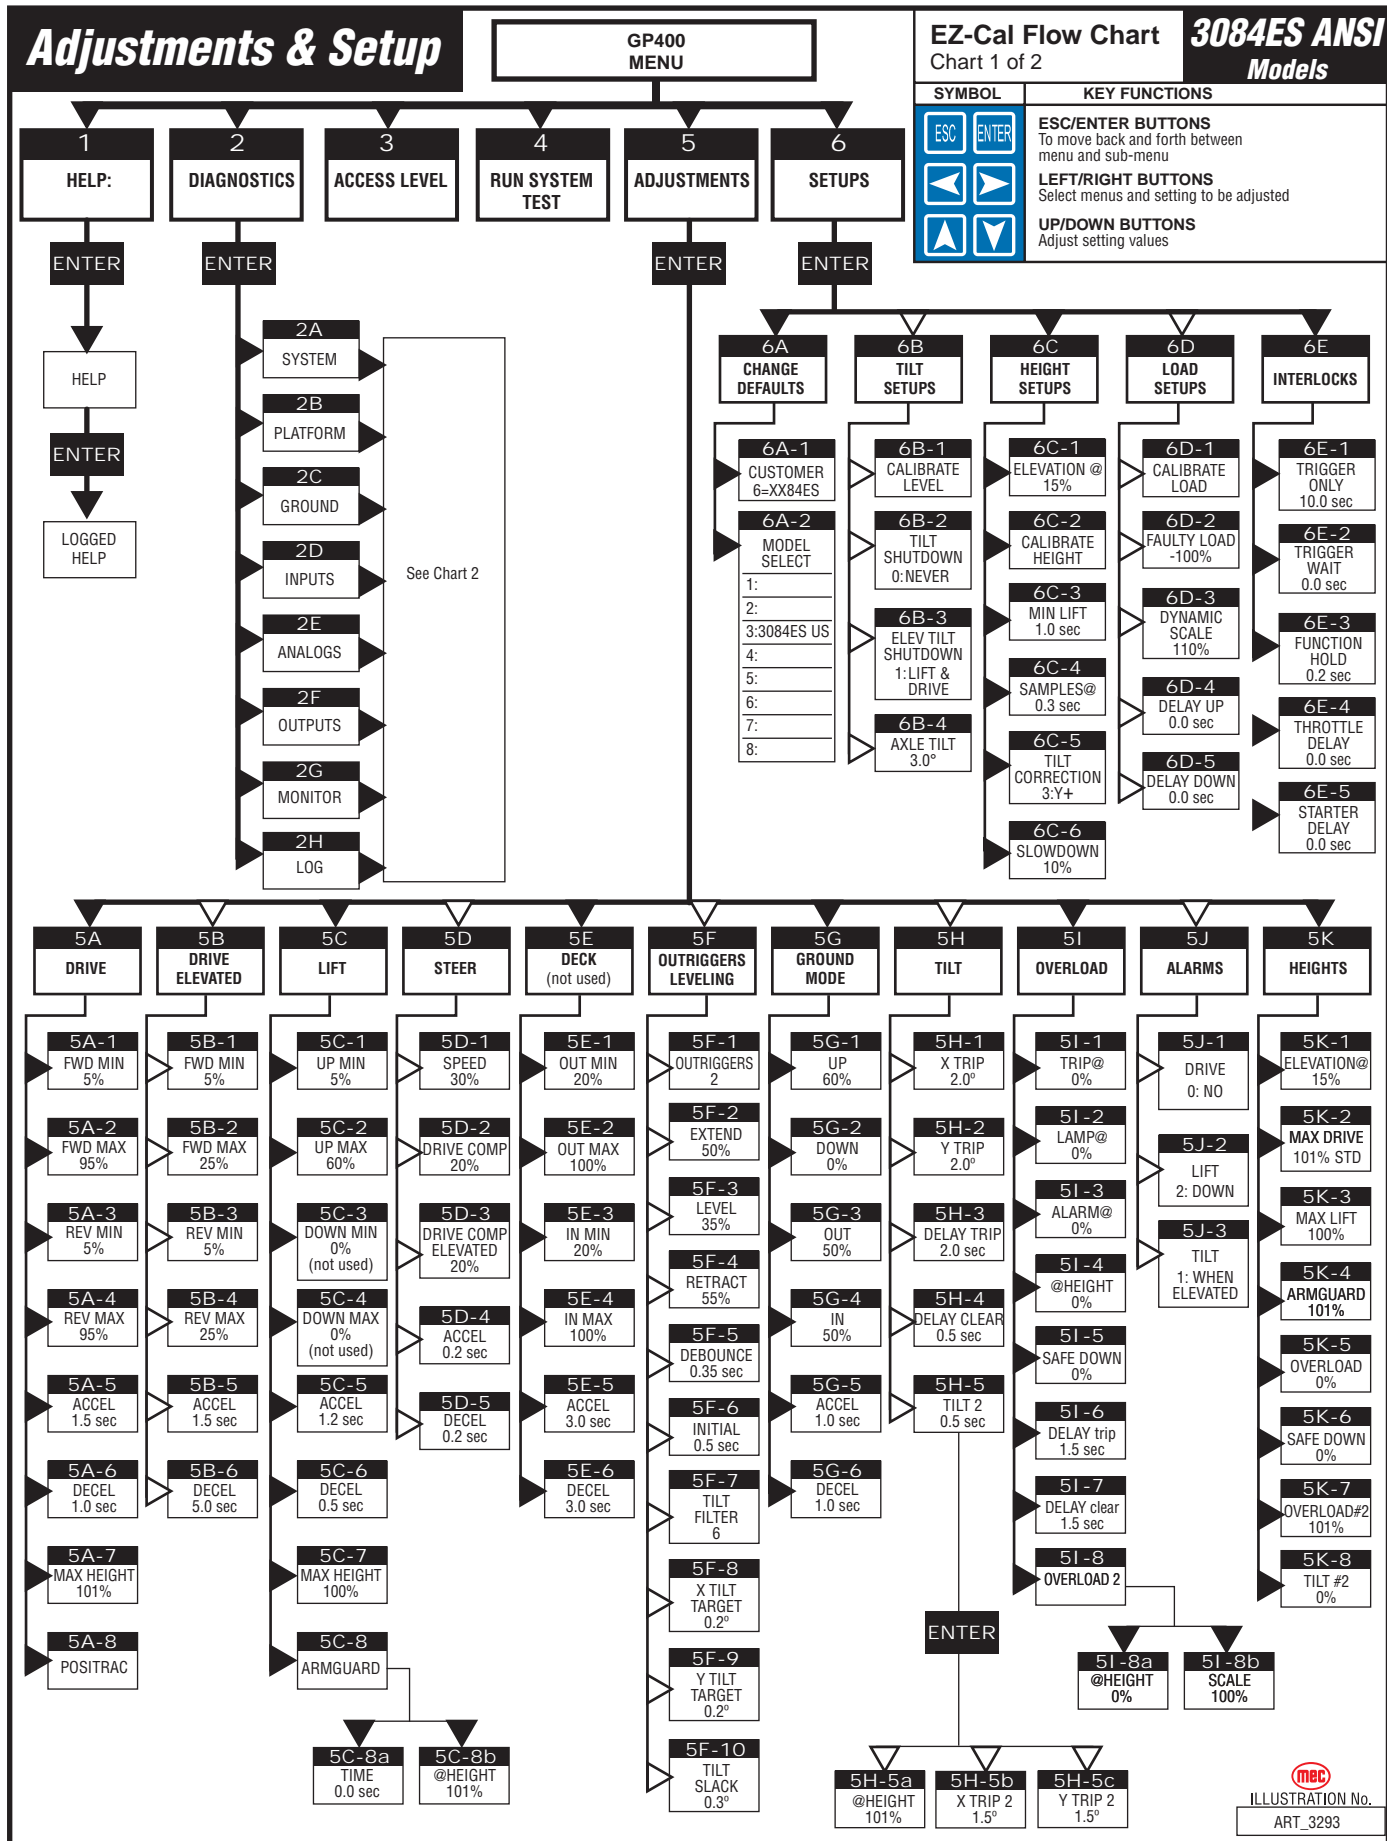 Adjustments & Setup
GP400
MENU
EZ-Cal Flow Chart
Chart 1 of 2
3084ES ANSI
Models
SYMBOL
KEY FUNCTIONS
ESC
ENTER
ESC/ENTER BUTTONS
To move back and forth between
menu and sub-menu
LEFT/RIGHT BUTTONS
Select menus and setting to be adjusted
UP/DOWN BUTTONS
Adjust setting values
1
HELP:
2
DIAGNOSTICS
3
ACCESS LEVEL
4
RUN SYSTEM
TEST
5
ADJUSTMENTS
6
SETUPS
ENTER
ENTER
ENTER
ENTER
HELP
ENTER
LOGGED
HELP
2A
SYSTEM
2B
PLATFORM
2C
GROUND
2D
INPUTS
2E
ANALOGS
2F
OUTPUTS
2G
MONITOR
2H
LOG
See Chart 2
6A
CHANGE
DEFAULTS
6A-1
CUSTOMER
6=XX84ES
6A-2
MODEL
SELECT
1:
2:
3:3084ES US
4:
5:
6:
7:
8:
6B
TILT
SETUPS
6B-1
CALIBRATE
LEVEL
6B-2
TILT
SHUTDOWN
0:NEVER
6B-3
ELEV TILT
SHUTDOWN
1:LIFT &
DRIVE
6B-4
AXLE TILT
3.0°
6C
HEIGHT
SETUPS
6C-1
ELEVATION @
15%
6C-2
CALIBRATE
HEIGHT
6C-3
MIN LIFT
1.0 sec
6C-4
SAMPLES@
0.3 sec
6C-5
TILT
CORRECTION
3:Y+
6C-6
SLOWDOWN
10%
6D
LOAD
SETUPS
6D-1
CALIBRATE
LOAD
6D-2
FAULTY LOAD
-100%
6D-3
DYNAMIC
SCALE
110%
6D-4
DELAY UP
0.0 sec
6D-5
DELAY DOWN
0.0 sec
6E
INTERLOCKS
6E-1
TRIGGER
ONLY
10.0 sec
6E-2
TRIGGER
WAIT
0.0 sec
6E-3
FUNCTION
HOLD
0.2 sec
6E-4
THROTTLE
DELAY
0.0 sec
6E-5
STARTER
DELAY
0.0 sec
5A
DRIVE
5A-1
FWD MIN
5%
5A-2
FWD MAX
95%
5A-3
REV MIN
5%
5A-4
REV MAX
95%
5A-5
ACCEL
1.5 sec
5A-6
DECEL
1.0 sec
5A-7
MAX HEIGHT
101%
5A-8
POSITRAC
5B
DRIVE
ELEVATED
5B-1
FWD MIN
5%
5B-2
FWD MAX
25%
5B-3
REV MIN
5%
5B-4
REV MAX
25%
5B-5
ACCEL
1.5 sec
5B-6
DECEL
5.0 sec
5C
LIFT
5C-1
UP MIN
5%
5C-2
UP MAX
60%
5C-3
DOWN MIN
0%
(not used)
5C-4
DOWN MAX
0%
(not used)
5C-5
ACCEL
1.2 sec
5C-6
DECEL
0.5 sec
5C-7
MAX HEIGHT
100%
5C-8
ARMGUARD
5C-8a
TIME
0.0 sec
5C-8b
@HEIGHT
101%
5D
STEER
5D-1
SPEED
30%
5D-2
DRIVE COMP
20%
5D-3
DRIVE COMP
ELEVATED
20%
5D-4
ACCEL
0.2 sec
5D-5
DECEL
0.2 sec
5E
DECK
(not used)
5E-1
OUT MIN
20%
5E-2
OUT MAX
100%
5E-3
IN MIN
20%
5E-4
IN MAX
100%
5E-5
ACCEL
3.0 sec
5E-6
DECEL
3.0 sec
5F
OUTRIGGERS
LEVELING
5F-1
OUTRIGGERS
2
5F-2
EXTEND
50%
5F-3
LEVEL
35%
5F-4
RETRACT
55%
5F-5
DEBOUNCE
0.35 sec
5F-6
INITIAL
0.5 sec
5F-7
TILT
FILTER
6
5F-8
X TILT
TARGET
0.2º
5F-9
Y TILT
TARGET
0.2º
5F-10
TILT
SLACK
0.3º
5G
GROUND
MODE
5G-1
UP
60%
5G-2
DOWN
0%
5G-3
OUT
50%
5G-4
IN
50%
5G-5
ACCEL
1.0 sec
5G-6
DECEL
1.0 sec
5H
TILT
5H-1
X TRIP
2.0º
5H-2
Y TRIP
2.0º
5H-3
DELAY TRIP
2.0 sec
5H-4
DELAY CLEAR
0.5 sec
5H-5
TILT 2
0.5 sec
ENTER
5H-5a
@HEIGHT
101%
5H-5b
X TRIP 2
1.5º
5H-5c
Y TRIP 2
1.5º
5I
OVERLOAD
5I-1
TRIP@
0%
5I-2
LAMP@
0%
5I-3
ALARM@
0%
5I-4
@HEIGHT
0%
5I-5
SAFE DOWN
0%
5I-6
DELAY trip
1.5 sec
5I-7
DELAY clear
1.5 sec
5I-8
OVERLOAD 2
5I-8a
@HEIGHT
0%
5I-8b
SCALE
100%
5J
ALARMS
5J-1
DRIVE
0: NO
5J-2
LIFT
2: DOWN
5J-3
TILT
1: WHEN
ELEVATED
5K
HEIGHTS
5K-1
ELEVATION@
15%
5K-2
MAX DRIVE
101% STD
5K-3
MAX LIFT
100%
5K-4
ARMGUARD
101%
5K-5
OVERLOAD
0%
5K-6
SAFE DOWN
0%
5K-7
OVERLOAD#2
101%
5K-8
TILT #2
0%
mec
ILLUSTRATION No.
ART_3293